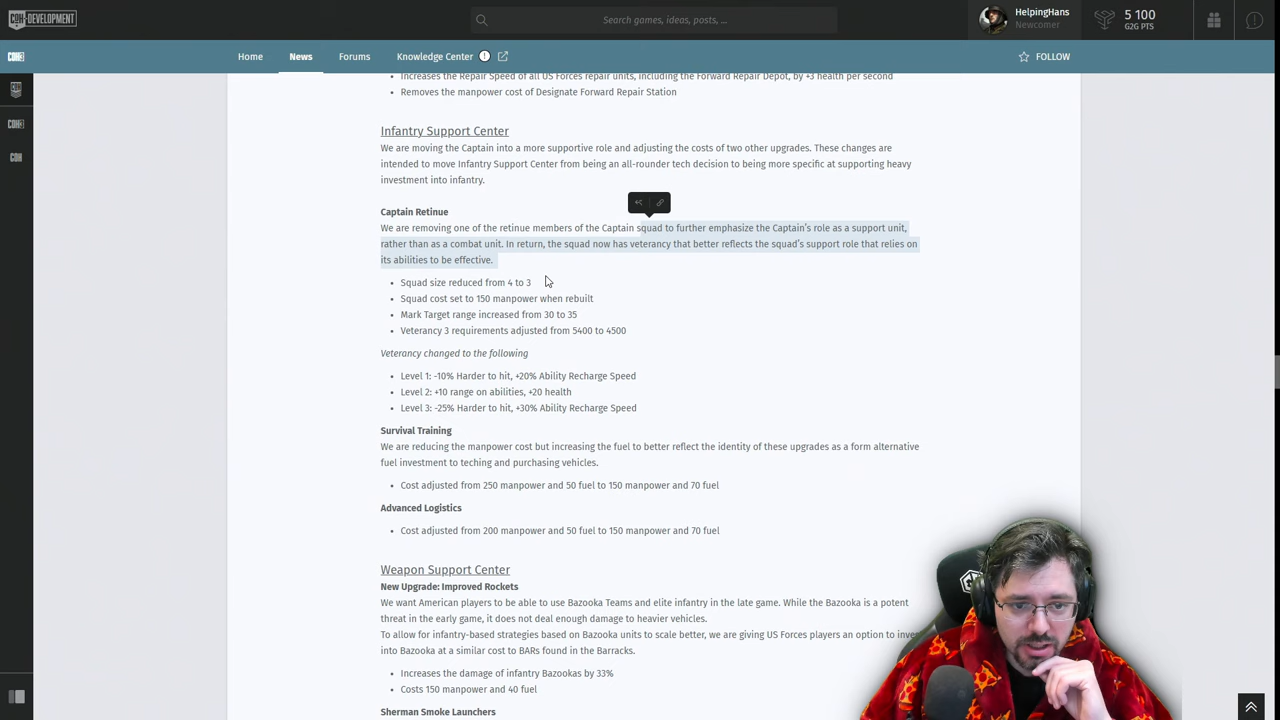 COH-DEVELOPMENT
Search games, ideas, posts, ...
HelpingHans
Newcomer
5 100
G2G PTS
Home
News
Forums
Knowledge Center
FOLLOW
Increases the Repair Speed of all US Forces repair units, including the Forward Repair Depot, by +3 health per second
Removes the manpower cost of Designate Forward Repair Station
Infantry Support Center
We are moving the Captain into a more supportive role and adjusting the costs of two other upgrades. These changes are
intended to move Infantry Support Center from being an all-rounder tech decision to being more specific at supporting heavy
investment into infantry.
Captain Retinue
We are removing one of the retinue members of the Captain squad to further emphasize the Captain's role as a support unit,
rather than as a combat unit. In return, the squad now has veterancy that better reflects the squad's support role that relies on
its abilities to be effective.
Squad size reduced from 4 to 3
Squad cost set to 150 manpower when rebuilt
Mark Target range increased from 30 to 35
Veterancy 3 requirements adjusted from 5400 to 4500
Veterancy changed to the following
Level 1: -10% Harder to hit, +20% Ability Recharge Speed
Level 2: +10 range on abilities, +20 health
Level 3: -25% Harder to hit, +30% Ability Recharge Speed
Survival Training
We are reducing the manpower cost but increasing the fuel to better reflect the identity of these upgrades as a form alternative
fuel investment to teching and purchasing vehicles.
Cost adjusted from 250 manpower and 50 fuel to 150 manpower and 70 fuel
Advanced Logistics
Cost adjusted from 200 manpower and 50 fuel to 150 manpower and 70 fuel
Weapon Support Center
New Upgrade: Improved Rockets
We want American players to be able to use Bazooka Teams and elite infantry in the late game. While the Bazooka is a potent
threat in the early game, it does not deal enough damage to heavier vehicles.
To allow for infantry-based strategies based on Bazooka units to scale better, we are giving US Forces players an option to inve
into Bazooka at a similar cost to BARs found in the Barracks.
Increases the damage of infantry Bazookas by 33%
Costs 150 manpower and 40 fuel
Sherman Smoke Launchers